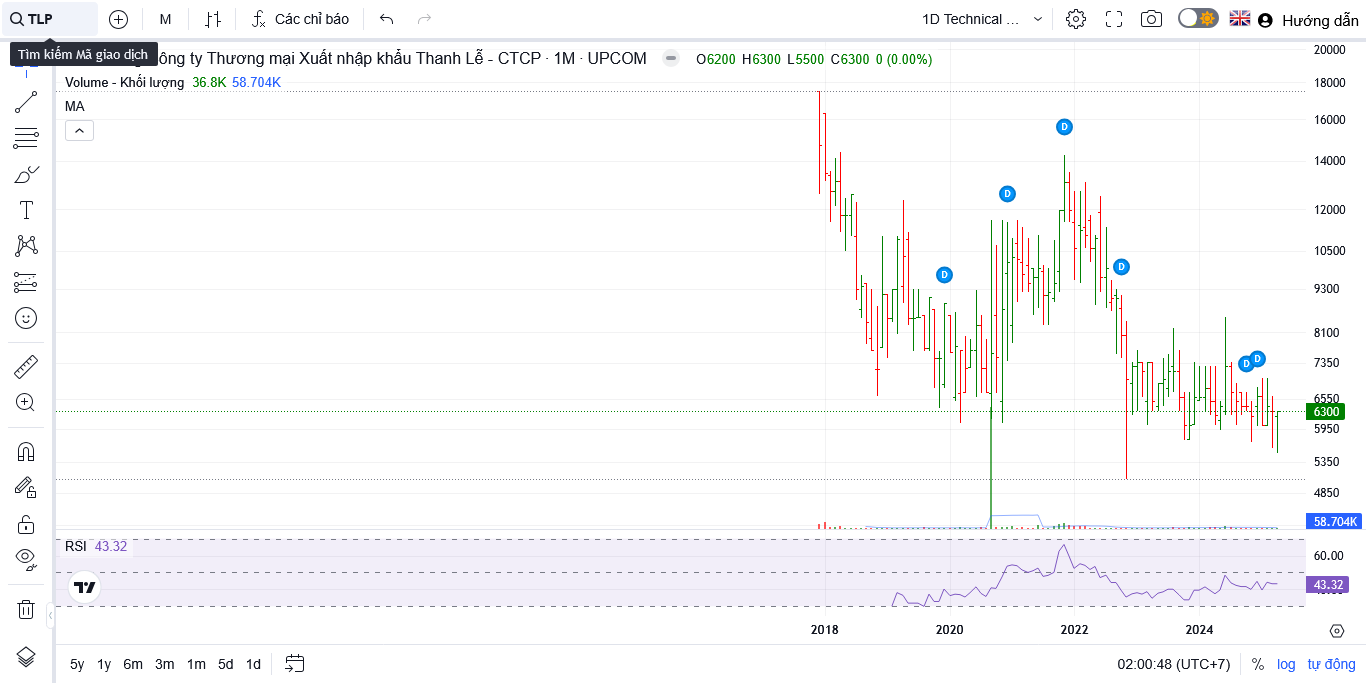 TLP
M
Các chỉ báo
1D Technical ...
Hướng dẫn
Tìm kiếm Mã giao dịch
Công ty Thương mại Xuất nhập khẩu Thanh Lễ - CTCP · 1M · UPCOM
O6200 H6300 L5500 C6300 0 (0.00%)
Volume - Khối lượng 36.8K 58.704K
MA
20000
18000
16000
14000
12000
10500
9300
8100
7350
6550
6300
5950
5350
4850
58.704K
D
D
D
D
D
D
RSI 43.32
60.00
43.32
2018
2020
2022
2024
5y 1y 6m 3m 1m 5d 1d
02:00:48 (UTC+7)
% log tự động